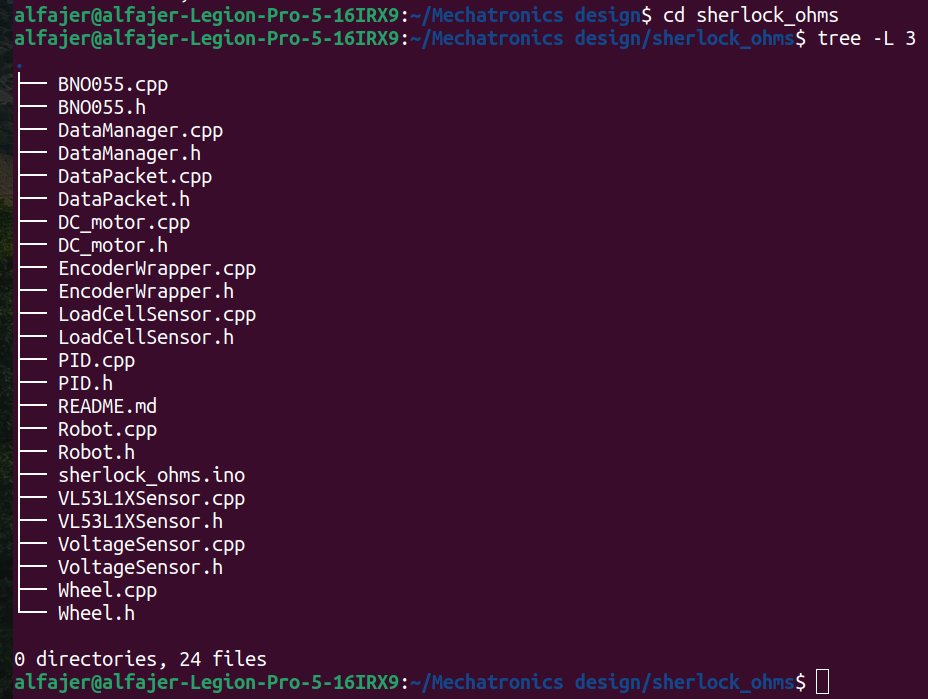 alfajer@alfajer-Legion-Pro-5-16IRX9:~/Mechatronics design$ cd sherlock_ohms
alfajer@alfajer-Legion-Pro-5-16IRX9:~/Mechatronics design/sherlock_ohms$ tree -L 3
.
├── BNO055.cpp
├── BNO055.h
├── DataManager.cpp
├── DataManager.h
├── DataPacket.cpp
├── DataPacket.h
├── DC_motor.cpp
├── DC_motor.h
├── EncoderWrapper.cpp
├── EncoderWrapper.h
├── LoadCellSensor.cpp
├── LoadCellSensor.h
├── PID.cpp
├── PID.h
├── README.md
├── Robot.cpp
├── Robot.h
├── sherlock_ohms.ino
├── VL53L1XSensor.cpp
├── VL53L1XSensor.h
├── VoltageSensor.cpp
├── VoltageSensor.h
├── Wheel.cpp
└── Wheel.h
0 directories, 24 files
alfajer@alfajer-Legion-Pro-5-16IRX9:~/Mechatronics design/sherlock_ohms$